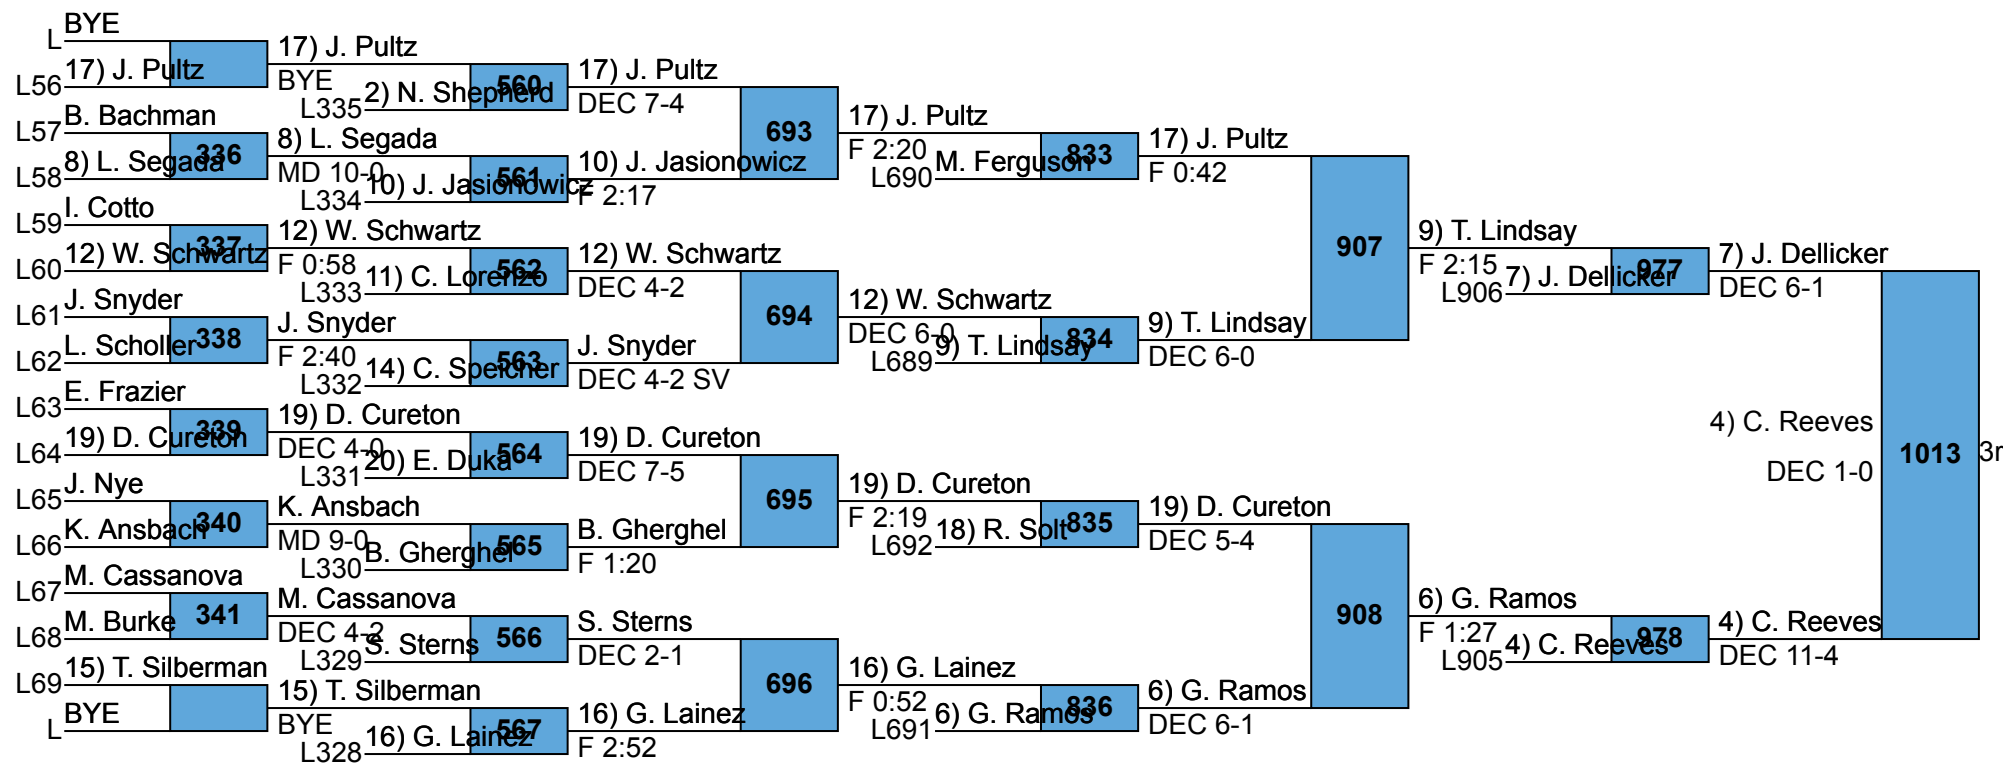 BYE
L
17) J. Pultz
L56
B. Bachman
L57
336
8) L. Segada
L58
I. Cotto
L59
337
12) W. Schwartz
L60
J. Snyder
L61
338
L. Scholler
L62
E. Frazier
L63
339
19) D. Cureton
L64
J. Nye
L65
340
K. Ansbach
L66
M. Cassanova
L67
341
M. Burke
L68
15) T. Silberman
L69
BYE
L
17) J. Pultz
BYE
560
2) N. Shepherd
L335
8) L. Segada
MD 10-0
561
10) J. Jasionowicz
L334
12) W. Schwartz
F 0:58
562
11) C. Lorenzo
L333
J. Snyder
F 2:40
563
14) C. Speicher
L332
19) D. Cureton
DEC 4-0
564
20) E. Duka
L331
K. Ansbach
MD 9-0
565
B. Gherghel
L330
M. Cassanova
DEC 4-2
566
S. Sterns
L329
15) T. Silberman
BYE
567
16) G. Lainez
L328
17) J. Pultz
DEC 7-4
693
10) J. Jasionowicz
F 2:17
12) W. Schwartz
DEC 4-2
694
J. Snyder
DEC 4-2 SV
19) D. Cureton
DEC 7-5
695
B. Gherghel
F 1:20
S. Sterns
DEC 2-1
696
16) G. Lainez
F 2:52
17) J. Pultz
F 2:20
833
M. Ferguson
L690
12) W. Schwartz
DEC 6-0
834
9) T. Lindsay
L689
19) D. Cureton
F 2:19
835
18) R. Solt
L692
16) G. Lainez
F 0:52
836
6) G. Ramos
L691
17) J. Pultz
F 0:42
907
9) T. Lindsay
DEC 6-0
19) D. Cureton
DEC 5-4
908
6) G. Ramos
DEC 6-1
9) T. Lindsay
F 2:15
977
7) J. Dellicker
L906
6) G. Ramos
F 1:27
978
4) C. Reeves
L905
7) J. Dellicker
DEC 6-1
4) C. Reeves
DEC 11-4
4) C. Reeves
DEC 1-0
1013